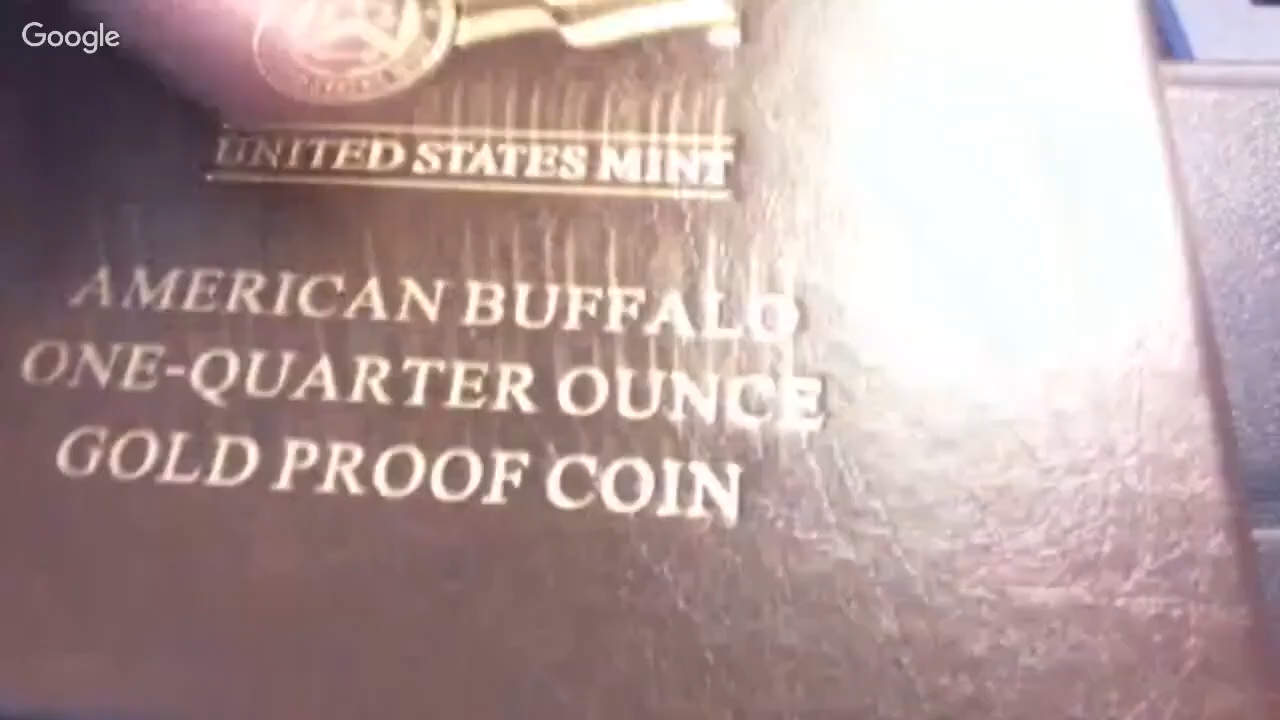 Google
UNITED STATES MINT
AMERICAN BUFFALO
ONE-QUARTER OUNCE
GOLD PROOF COIN